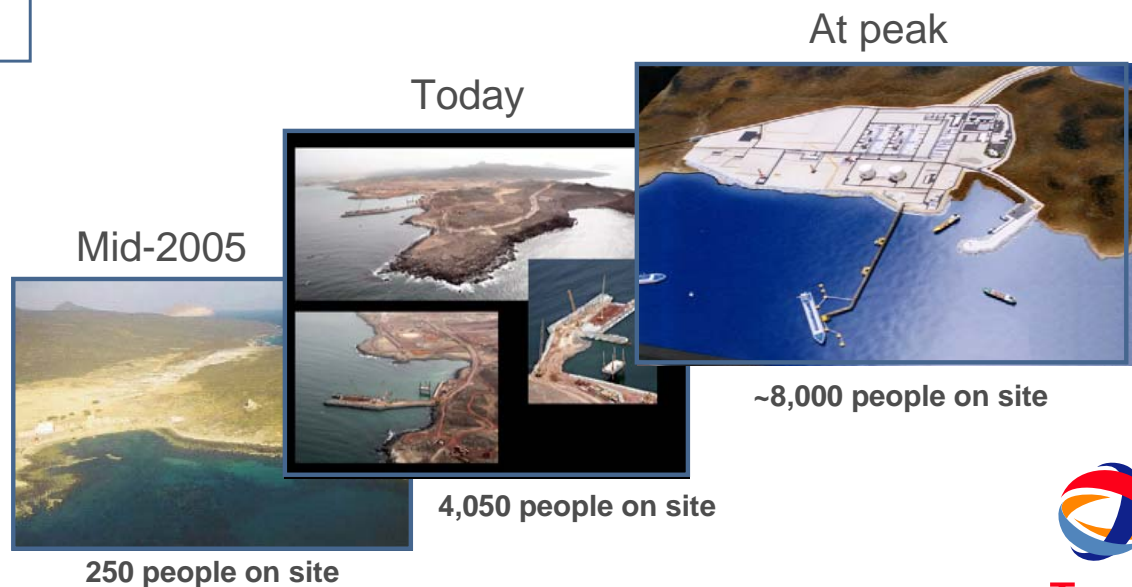 At peak
Today
Mid-2005
~8,000 people on site
4,050 people on site
250 people on site